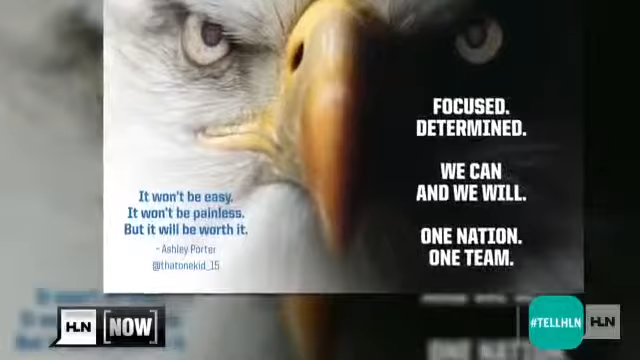 FOCUSED.
DETERMINED.
WE CAN
AND WE WILL.
ONE NATION.
ONE TEAM.
It won't be easy.
It won't be painless.
But it will be worth it.
- Ashley Porter
@thatonekid_15
HLN [NOW]
#TELLHLN HLN